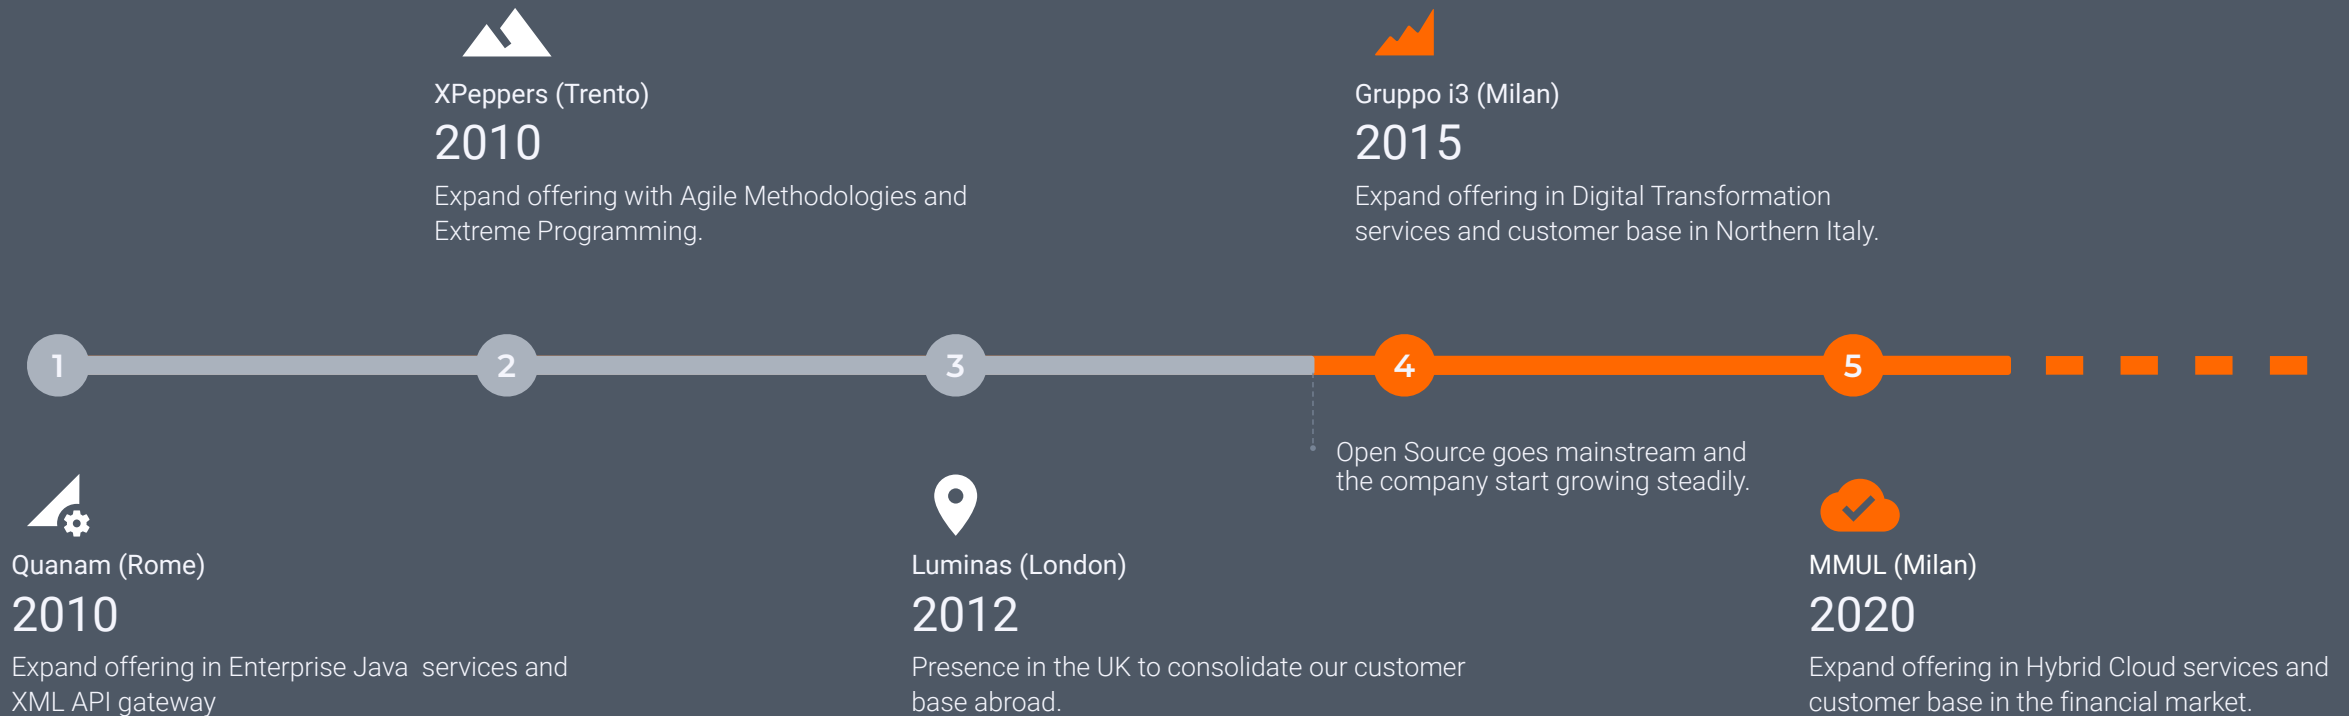 XPeppers (Trento)
2010
Expand offering with Agile Methodologies and
Extreme Programming.
Gruppo i3 (Milan)
2015
Expand offering in Digital Transformation
services and customer base in Northern Italy.
1
2
3
4
5
Open Source goes mainstream and
the company start growing steadily.
Quanam (Rome)
2010
Expand offering in Enterprise Java  services and
XML API gateway
Luminas (London)
2012
Presence in the UK to consolidate our customer
base abroad.
MMUL (Milan)
2020
Expand offering in Hybrid Cloud services and
customer base in the financial market.